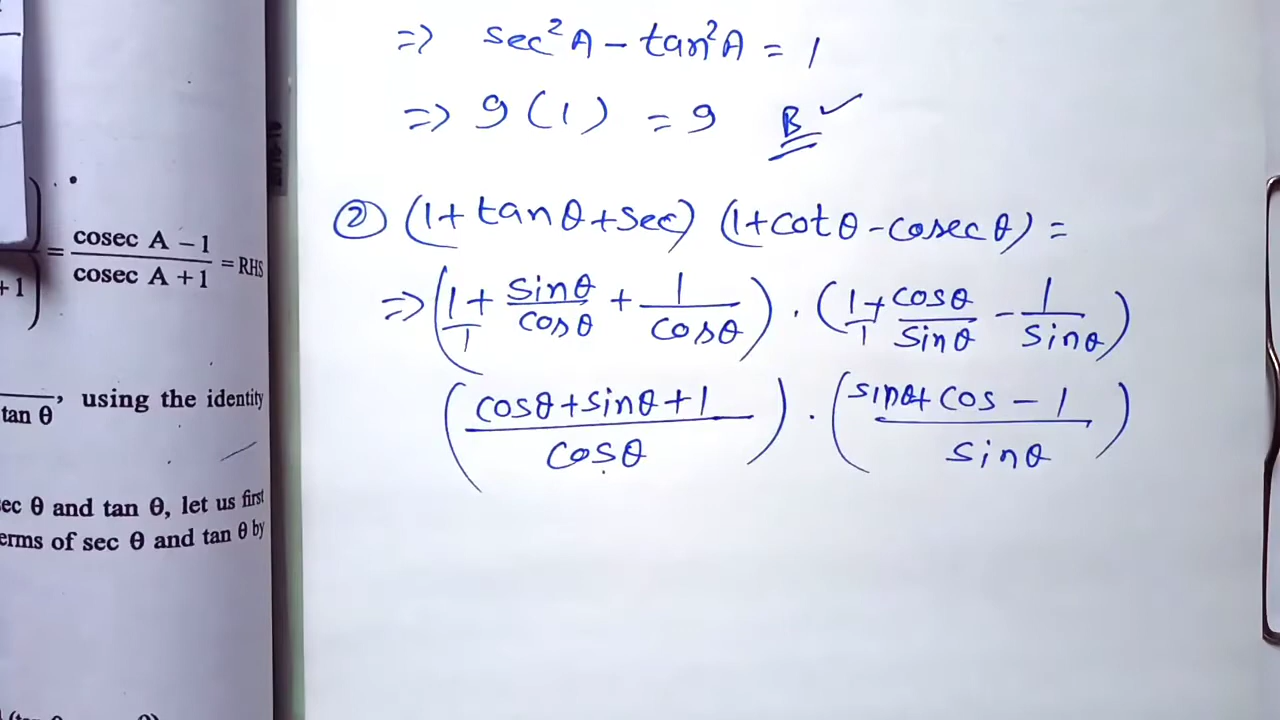 => sec²A - tan²A = 1
=> 9 (1) = 9 B ✓
② (1+tanθ+sec) (1+cotθ-cosecθ) =
=> (1/1 + sinθ/cosθ + 1/cosθ) . (1/1 + cosθ/sinθ - 1/sinθ)
(cosθ+sinθ+1/cosθ) . (sinθ+cos-1/sinθ)
= cosec A - 1/cosec A + 1 = RHS
+1
tan θ, using the identity
ec θ and tan θ, let us first
erms of sec θ and tan θ by